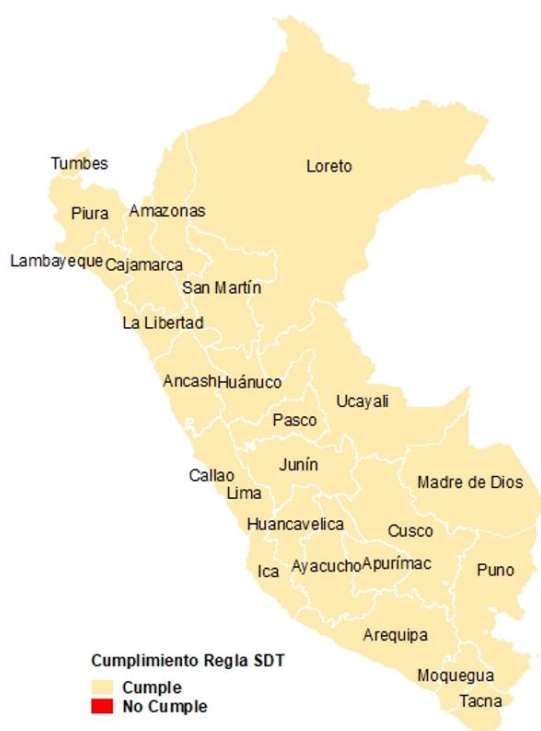 Loreto
Tumbes
Piura
Amazonas
Lambayeque
Cajamarca
San Martín
La Libertad
Ancash
Huánuco
Ucayali
Pasco
Junín
Callao
Madre de Dios
Lima
Huancavelica
Cusco
Ica
Ayacucho
Apurímac
Puno
Arequipa
Moquegua
Tacna
Cumplimiento Regla SDT
Cumple
No Cumple